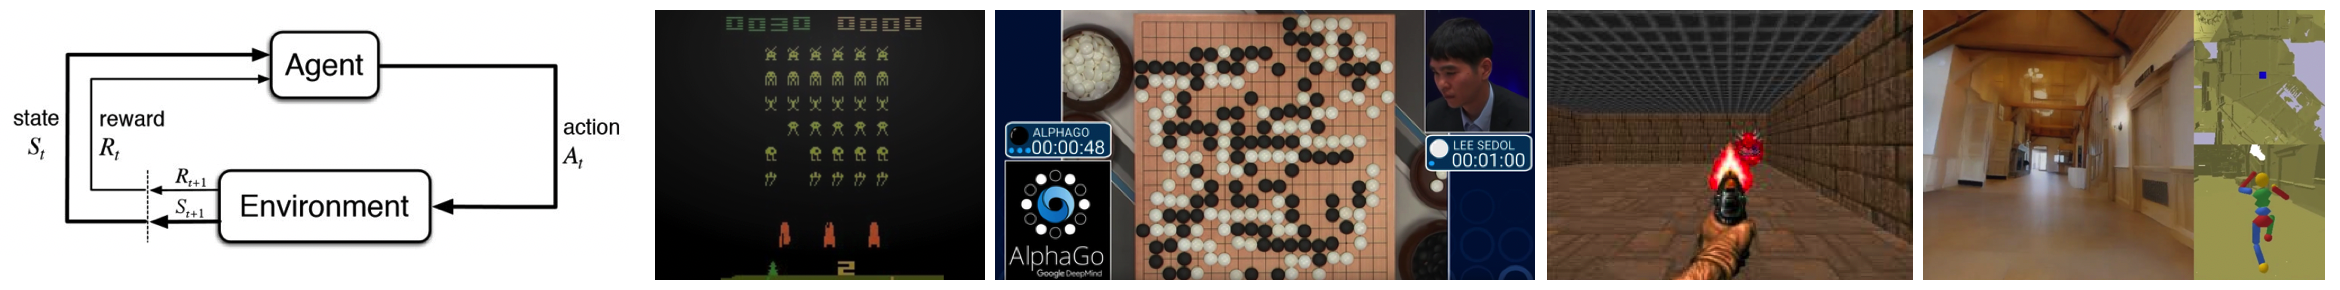 Agent
state
S_t
reward
R_t
action
A_t
R_{t+1}
S_{t+1}
Environment
0030 0000
2
ALPHAGO
00:00:48
LEE SEDOL
00:01:00
AlphaGo
Google DeepMind